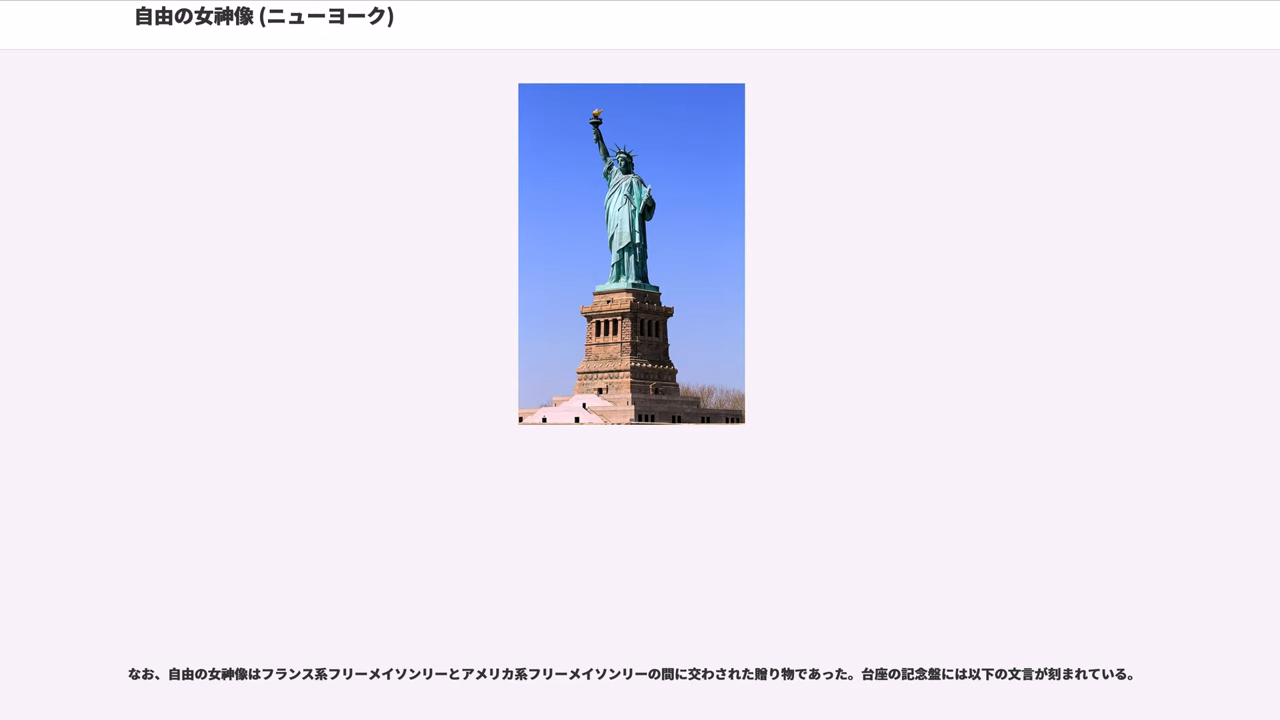 自由の女神像 (ニューヨーク)
なお、自由の女神像はフランス系フリーメイソンリーとアメリカ系フリーメイソンリーの間に交わされた贈り物であった。台座の記念盤には以下の文言が刻まれている。